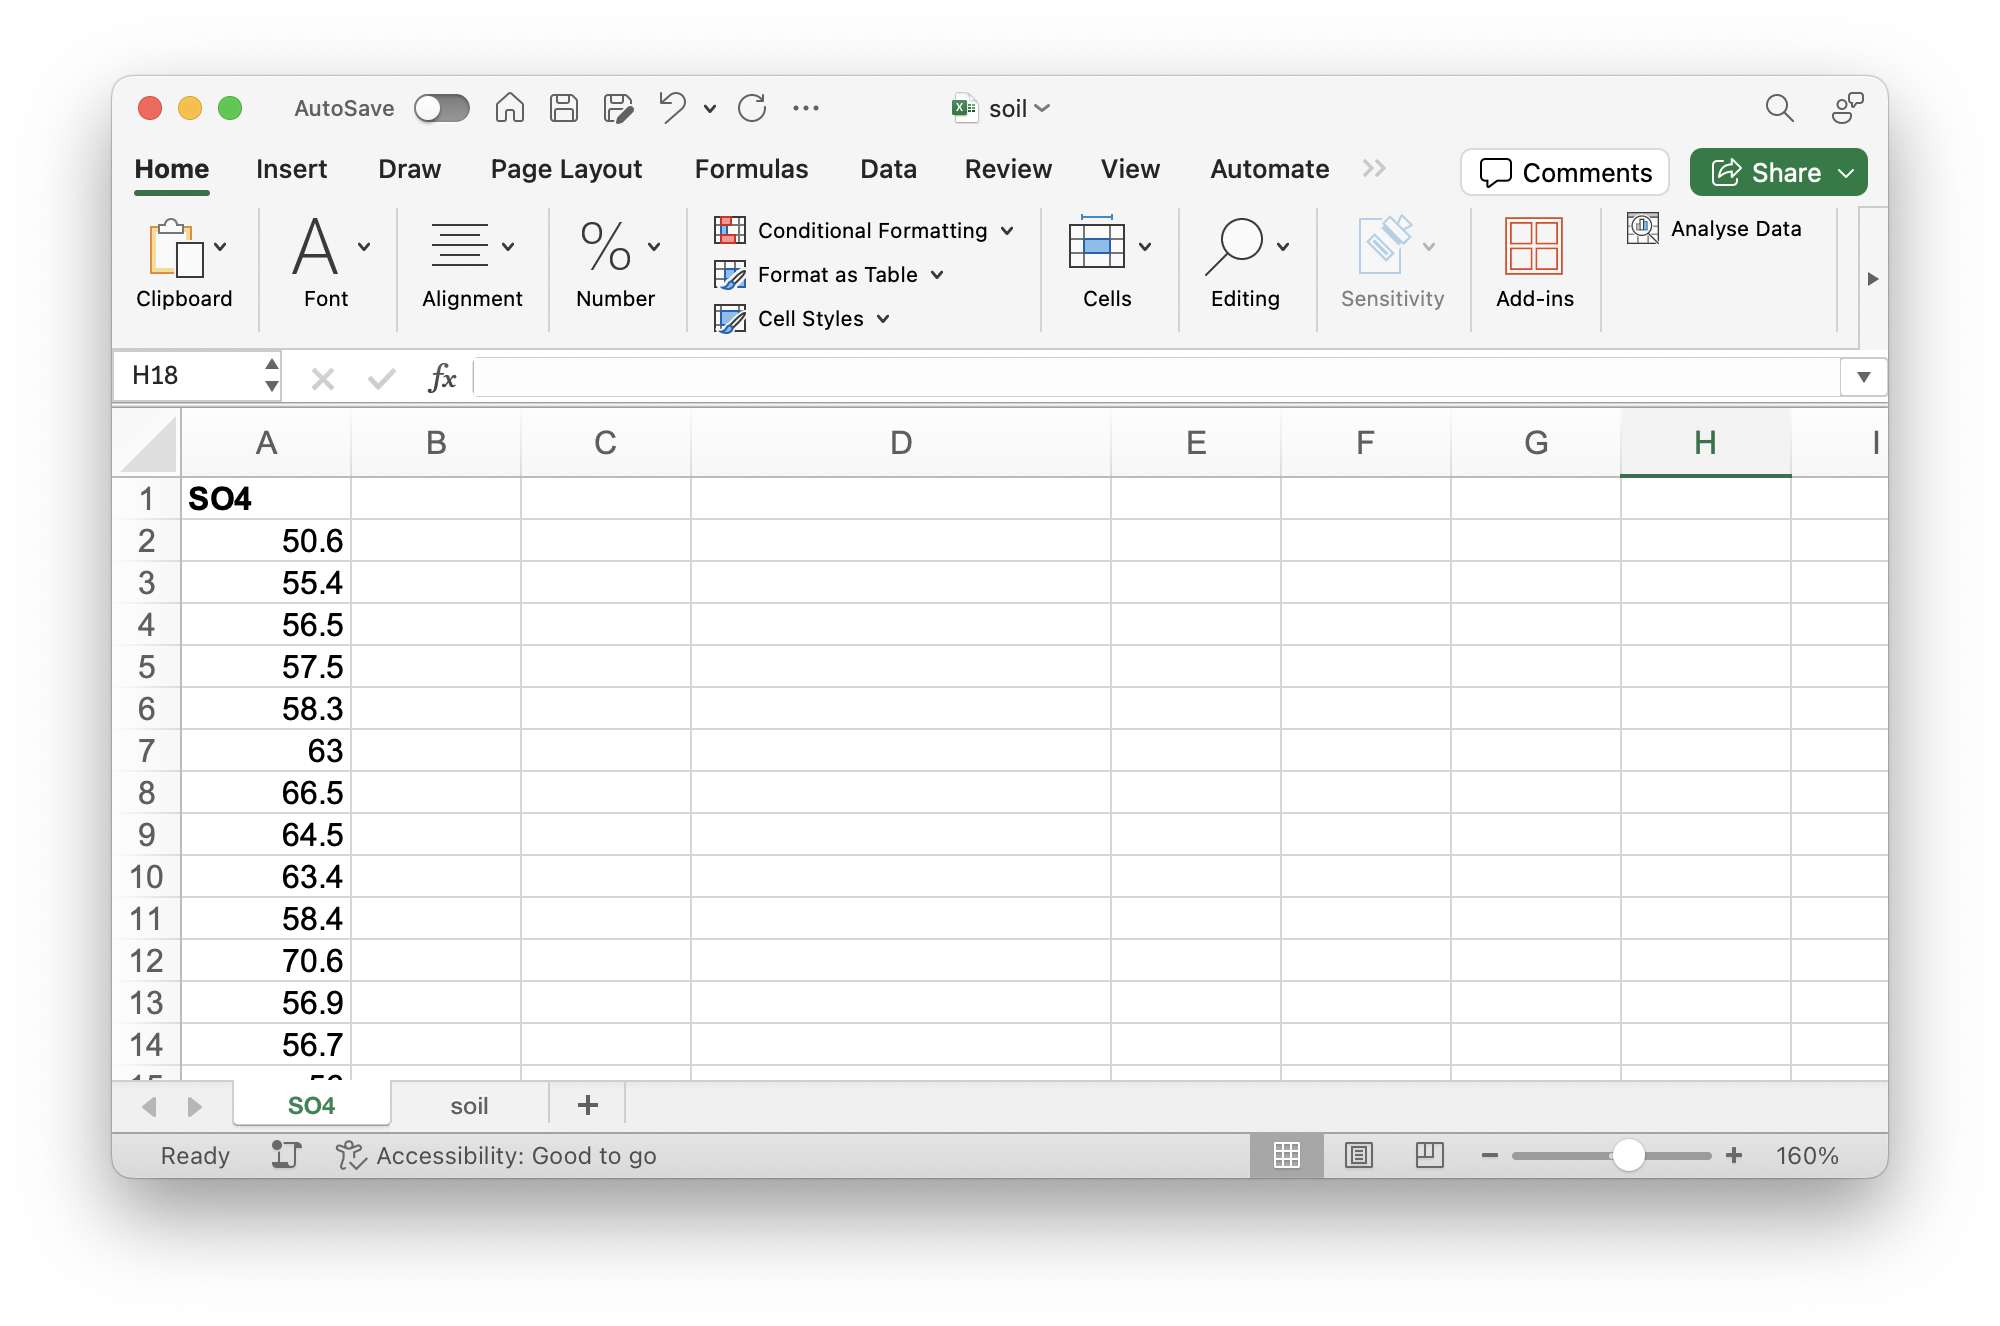 AutoSave soil
Home Insert Draw Page Layout Formulas Data Review View Automate Comments Share
Clipboard Font Alignment Number Conditional Formatting Format as Table Cell Styles Cells Editing Sensitivity Add-ins Analyse Data
H18 fx
A B C D E F G H I
1 SO4
2 50.6
3 55.4
4 56.5
5 57.5
6 58.3
7 63
8 66.5
9 64.5
10 63.4
11 58.4
12 70.6
13 56.9
14 56.7
SO4 soil +
Ready Accessibility: Good to go 160%